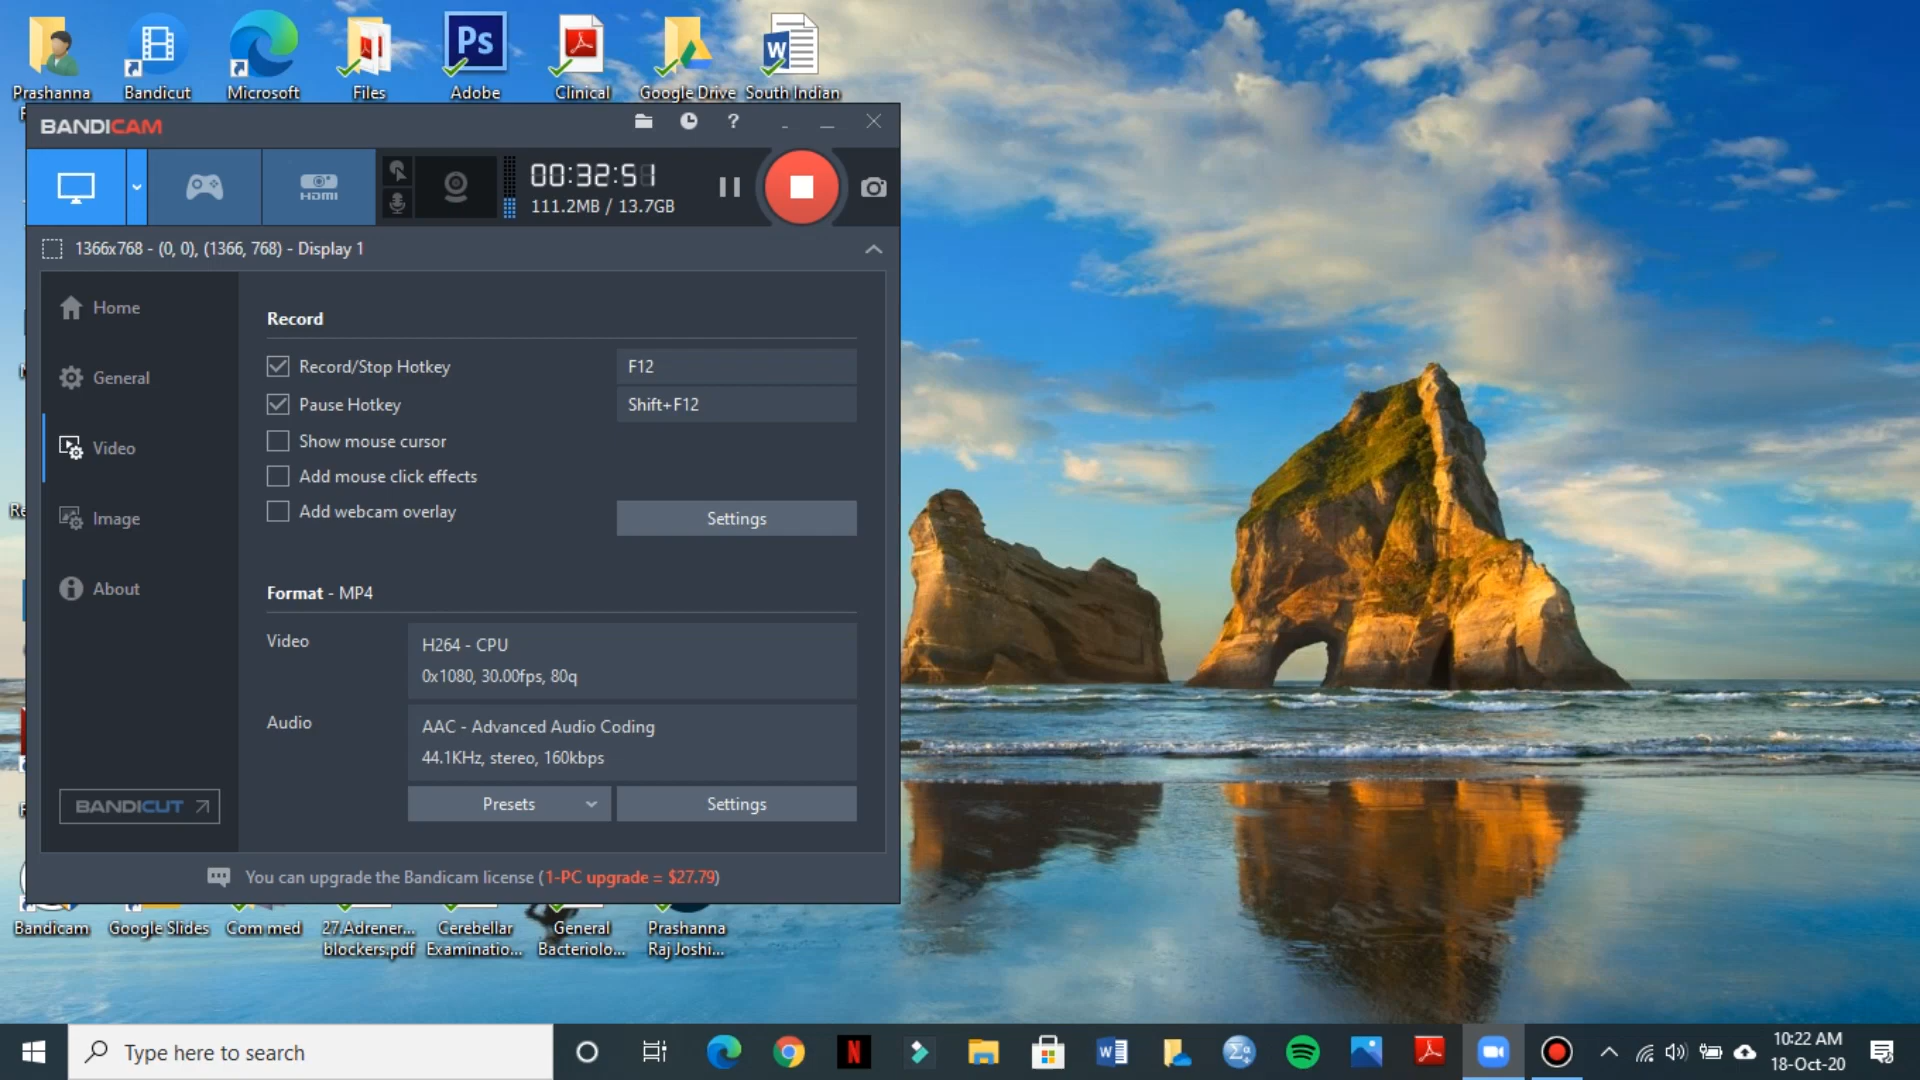 Prashanna
Bandicut
Microsoft
Files
Adobe
Clinical
Google Drive
South Indian
Ps
W
BANDICAM
?
HDMI
00:32:51
111.2MB / 13.7GB
1366x768 - (0, 0), (1366, 768) - Display 1
Home
General
Video
Image
About
BANDICUT
Record
Record/Stop Hotkey
F12
Pause Hotkey
Shift+F12
Show mouse cursor
Add mouse click effects
Add webcam overlay
Settings
Format - MP4
Video
H264 - CPU
0x1080, 30.00fps, 80q
Audio
AAC - Advanced Audio Coding
44.1KHz, stereo, 160kbps
Presets
Settings
You can upgrade the Bandicam license (1-PC upgrade = $27.79)
Bandicam
Google Slides
Com med
27.Adrener...
blockers.pdf
Cerebellar
Examinatio...
General
Bacteriolo...
Prashanna
Raj Joshi...
Type here to search
N
W
10:22 AM
18-Oct-20